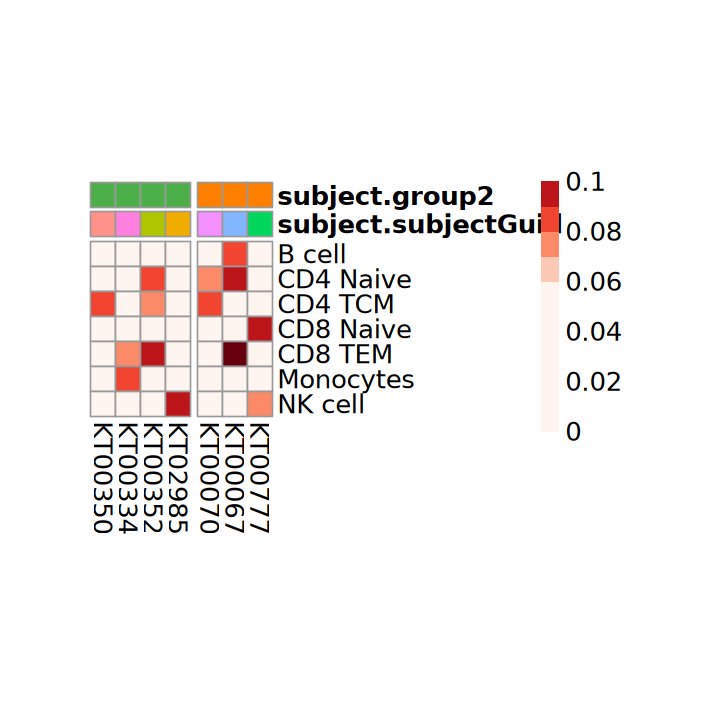 subject.group2
subject.subjectGui
B cell
CD4 Naive
CD4 TCM
CD8 Naive
CD8 TEM
Monocytes
NK cell
KT00350
KT00334
KT00352
KT02985
KT00070
KT00067
KT00777
0.1
0.08
0.06
0.04
0.02
0